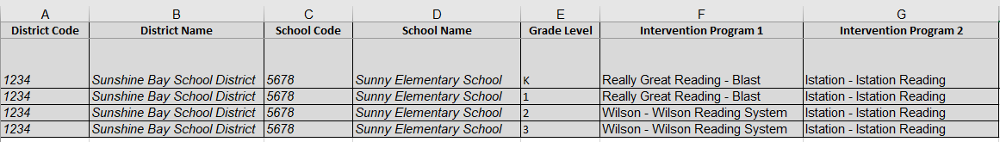 A B C D E F G
District Code District Name School Code School Name Grade Level Intervention Program 1 Intervention Program 2
1234 Sunshine Bay School District 5678 Sunny Elementary School K Really Great Reading - Blast Istation - Istation Reading
1234 Sunshine Bay School District 5678 Sunny Elementary School 1 Really Great Reading - Blast Istation - Istation Reading
1234 Sunshine Bay School District 5678 Sunny Elementary School 2 Wilson - Wilson Reading System Istation - Istation Reading
1234 Sunshine Bay School District 5678 Sunny Elementary School 3 Wilson - Wilson Reading System Istation - Istation Reading